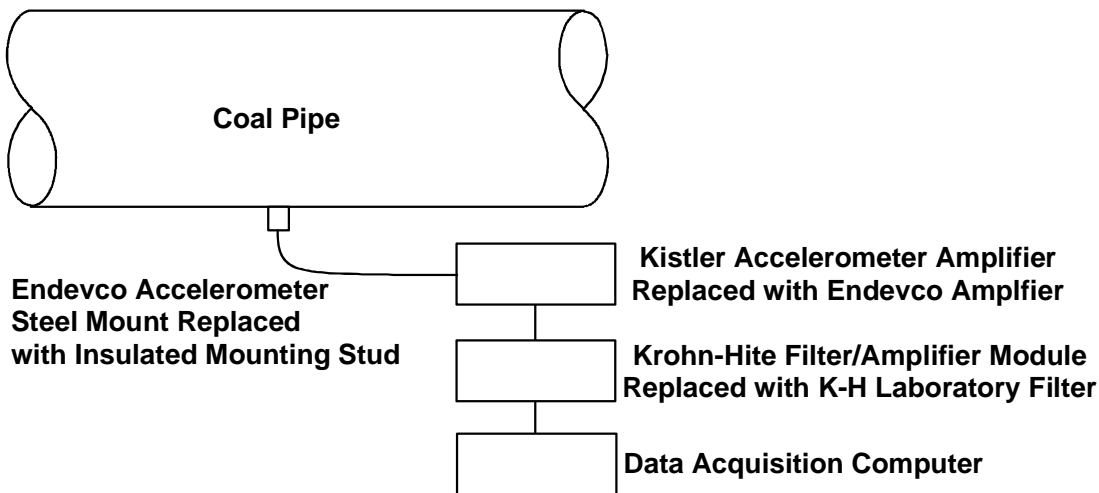 Coal Pipe
Endevco Accelerometer
Steel Mount Replaced
with Insulated Mounting Stud
Kistler Accelerometer Amplifier
Replaced with Endevco Amplfier
Krohn-Hite Filter/Amplifier Module
Replaced with K-H Laboratory Filter
Data Acquisition Computer